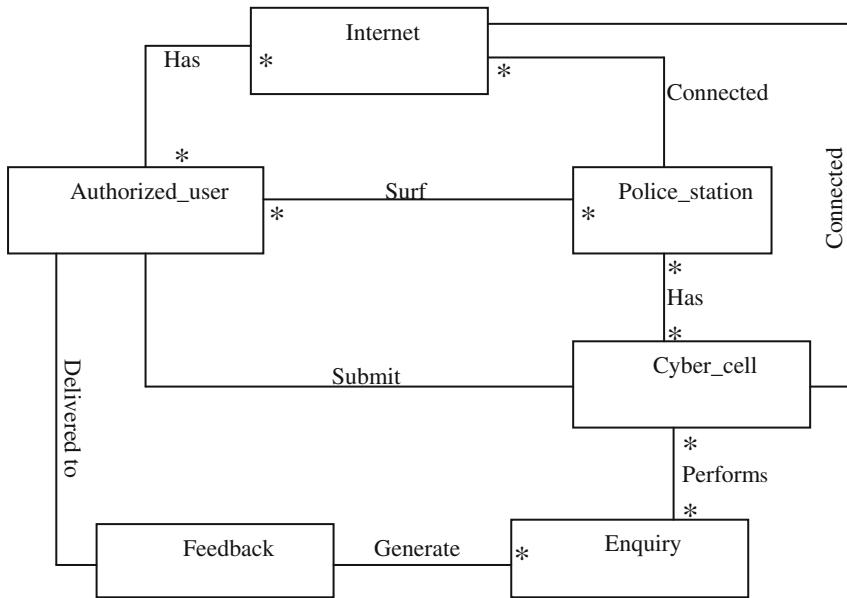 Internet
Has
*
*
Connected
*
Authorized_user
Surf
Police_station
*
*
Connected
*
Has
*
Cyber_cell
Submit
Delivered to
*
Performs
*
Feedback
Generate
*
Enquiry